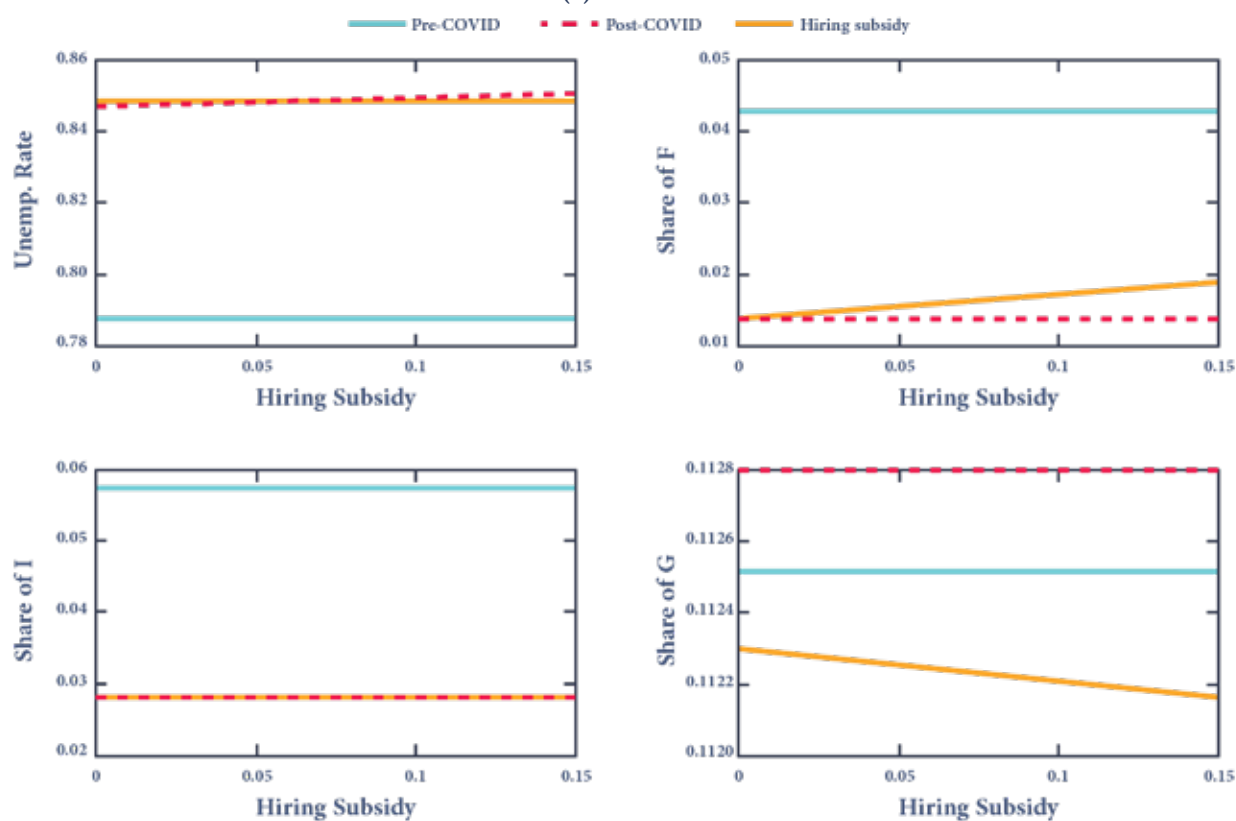 Pre-COVID Post-COVID Hiring subsidy
0.86
0.84
0.82
0.80
0.78
Unemp. Rate
0 0.05 0.1 0.15
Hiring Subsidy
0.05
0.04
0.03
0.02
0.01
Share of F
0 0.05 0.1 0.15
Hiring Subsidy
0.06
0.05
0.04
0.03
0.02
Share of I
0 0.05 0.1 0.15
Hiring Subsidy
0.1128
0.1126
0.1124
0.1122
0.1120
Share of G
0 0.05 0.1 0.15
Hiring Subsidy